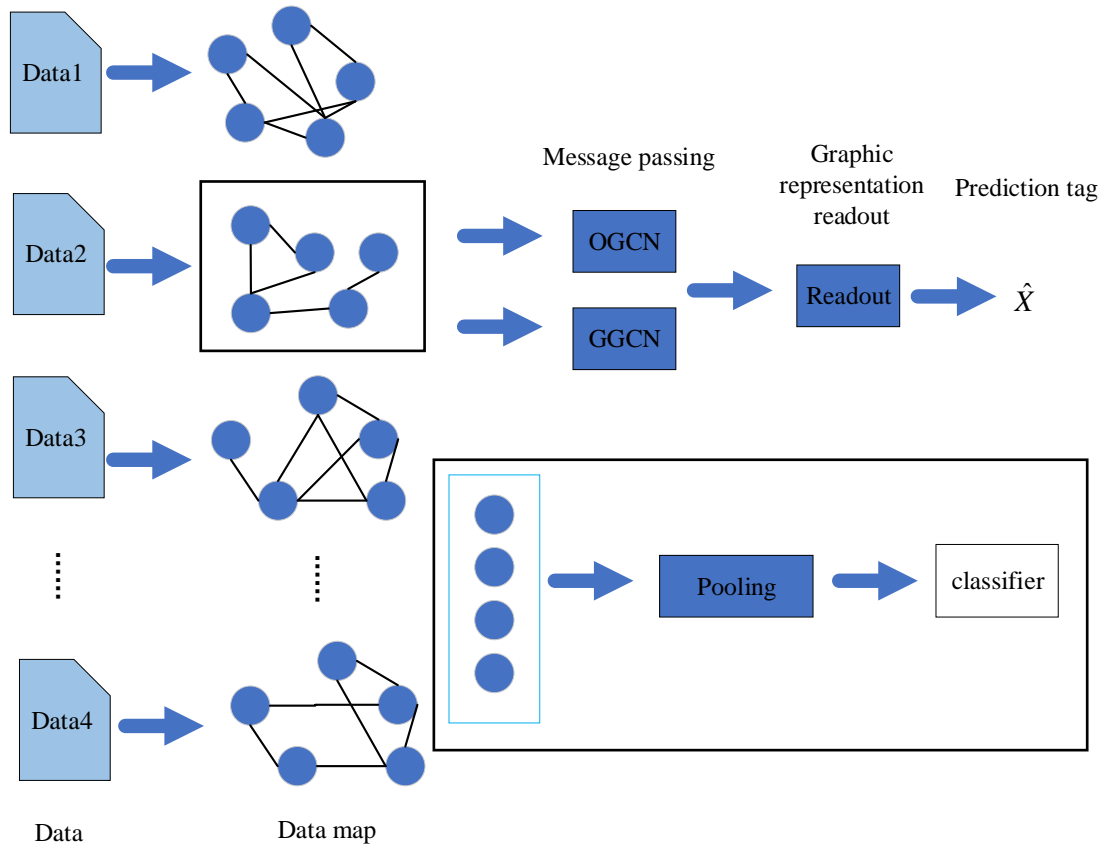 Data1
Message passing
Graphic
representation
readout
Prediction tag
Data2
OGCN
Readout
X̂
GGCN
Data3
Pooling
classifier
Data4
Data
Data map